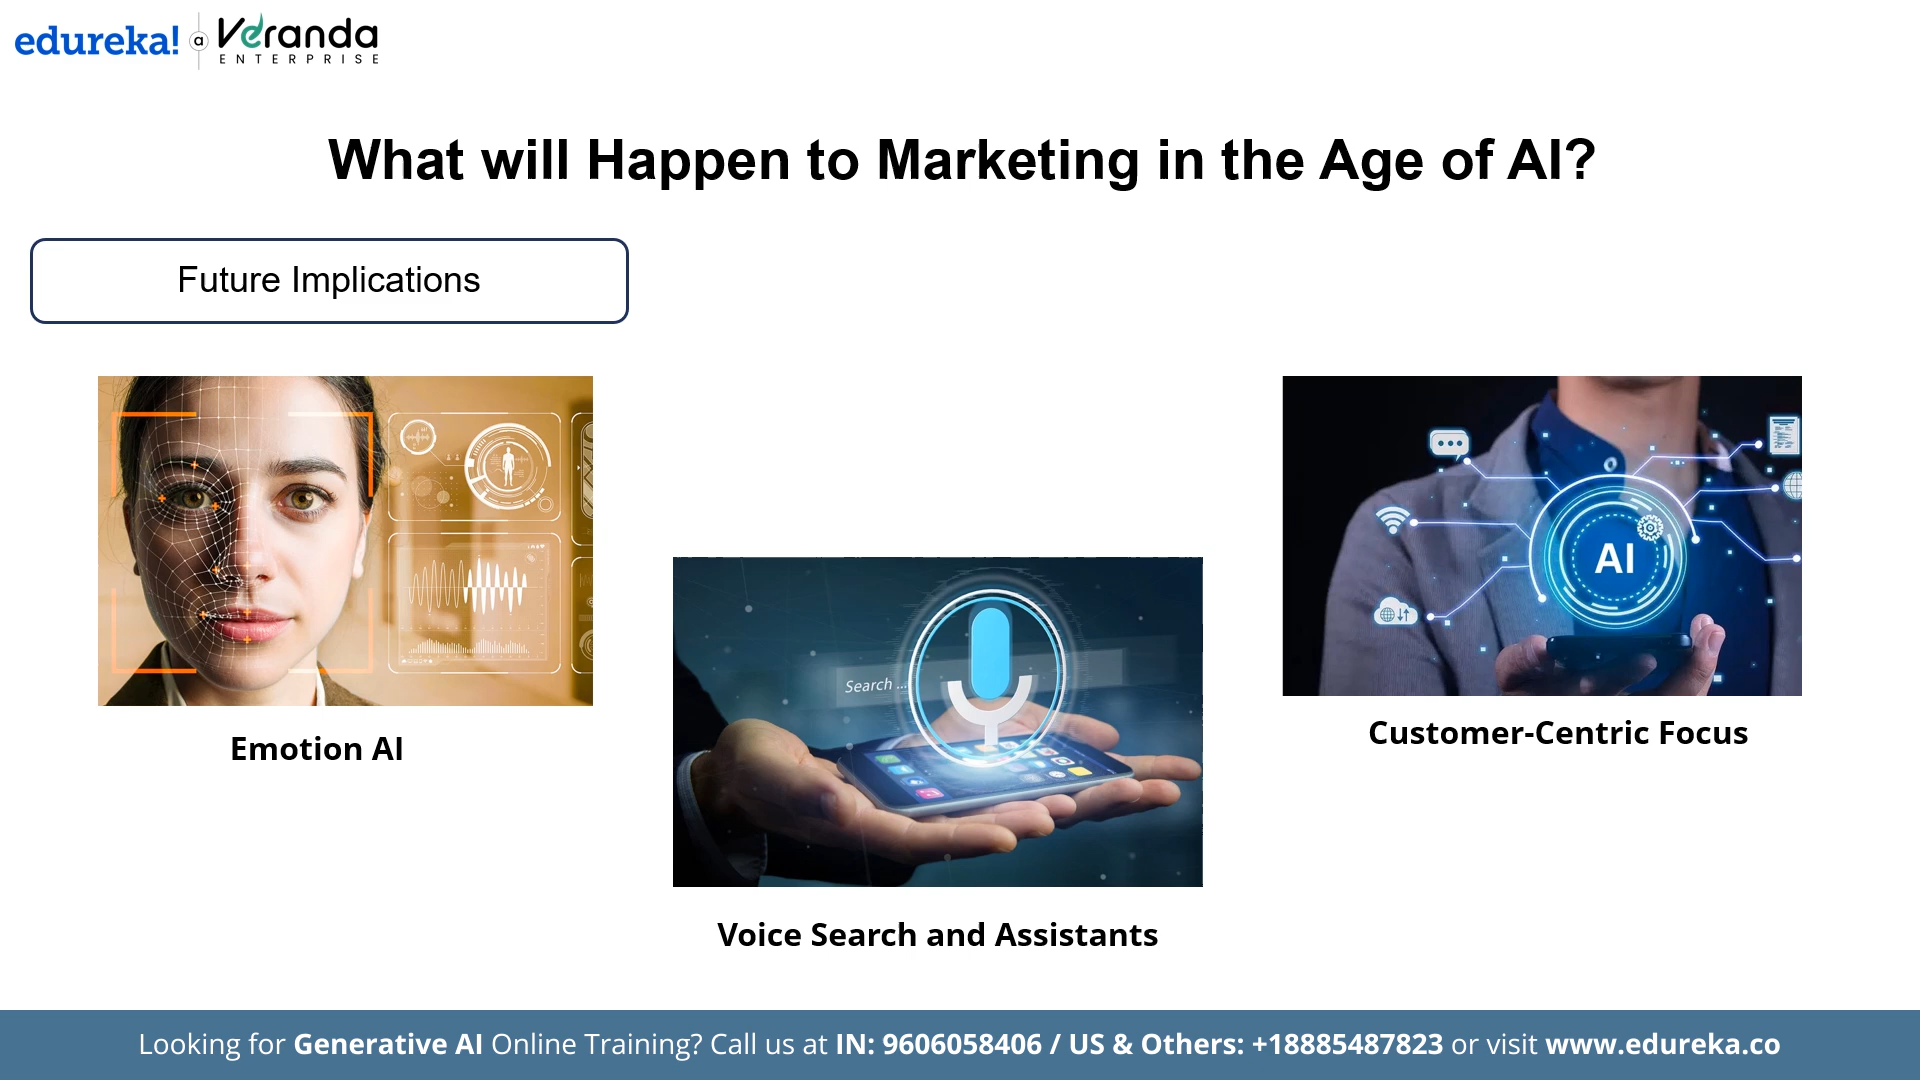 edureka! a Veranda
ENTERPRISE
What will Happen to Marketing in the Age of AI?
Future Implications
AI
Search ...
Emotion AI
Customer-Centric Focus
Voice Search and Assistants
Looking for Generative AI Online Training? Call us at IN: 9606058406 / US & Others: +18885487823 or visit www.edureka.co